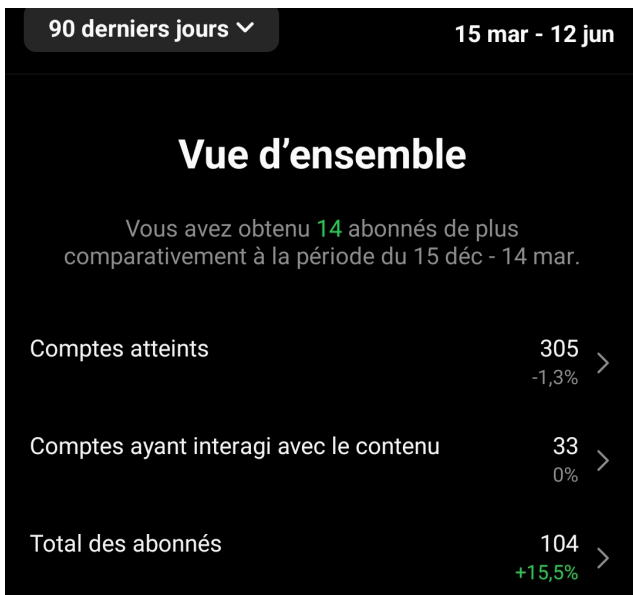 90 derniers jours
15 mar - 12 jun
Vue d’ensemble
Vous avez obtenu 14 abonnés de plus
comparativement à la période du 15 déc - 14 mar.
Comptes atteints
305
-1,3%
Comptes ayant interagi avec le contenu
33
0%
Total des abonnés
104
+15,5%